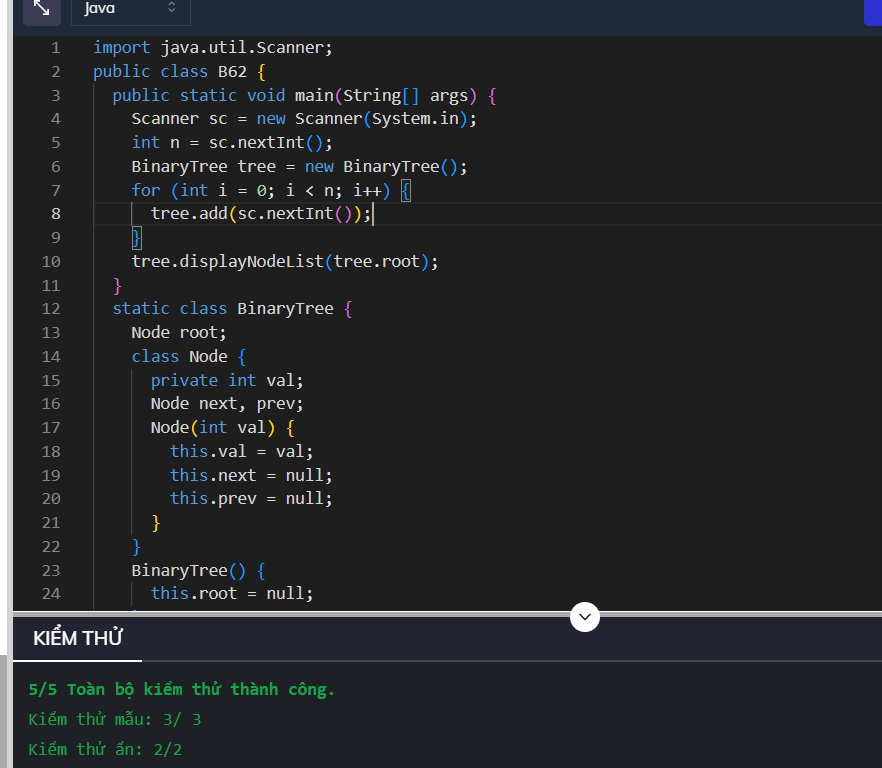 Java
1 import java.util.Scanner;
2 public class B62 {
3 public static void main(String[] args) {
4 Scanner sc = new Scanner(System.in);
5 int n = sc.nextInt();
6 BinaryTree tree = new BinaryTree();
7 for (int i = 0; i < n; i++) {
8 tree.add(sc.nextInt());
9 }
10 tree.displayNodeList(tree.root);
11 }
12 static class BinaryTree {
13 Node root;
14 class Node {
15 private int val;
16 Node next, prev;
17 Node(int val) {
18 this.val = val;
19 this.next = null;
20 this.prev = null;
21 }
22 }
23 BinaryTree() {
24 this.root = null;
KIỂM THỬ
5/5 Toàn bộ kiểm thử thành công.
Kiểm thử mẫu: 3/ 3
Kiểm thử ẩn: 2/2